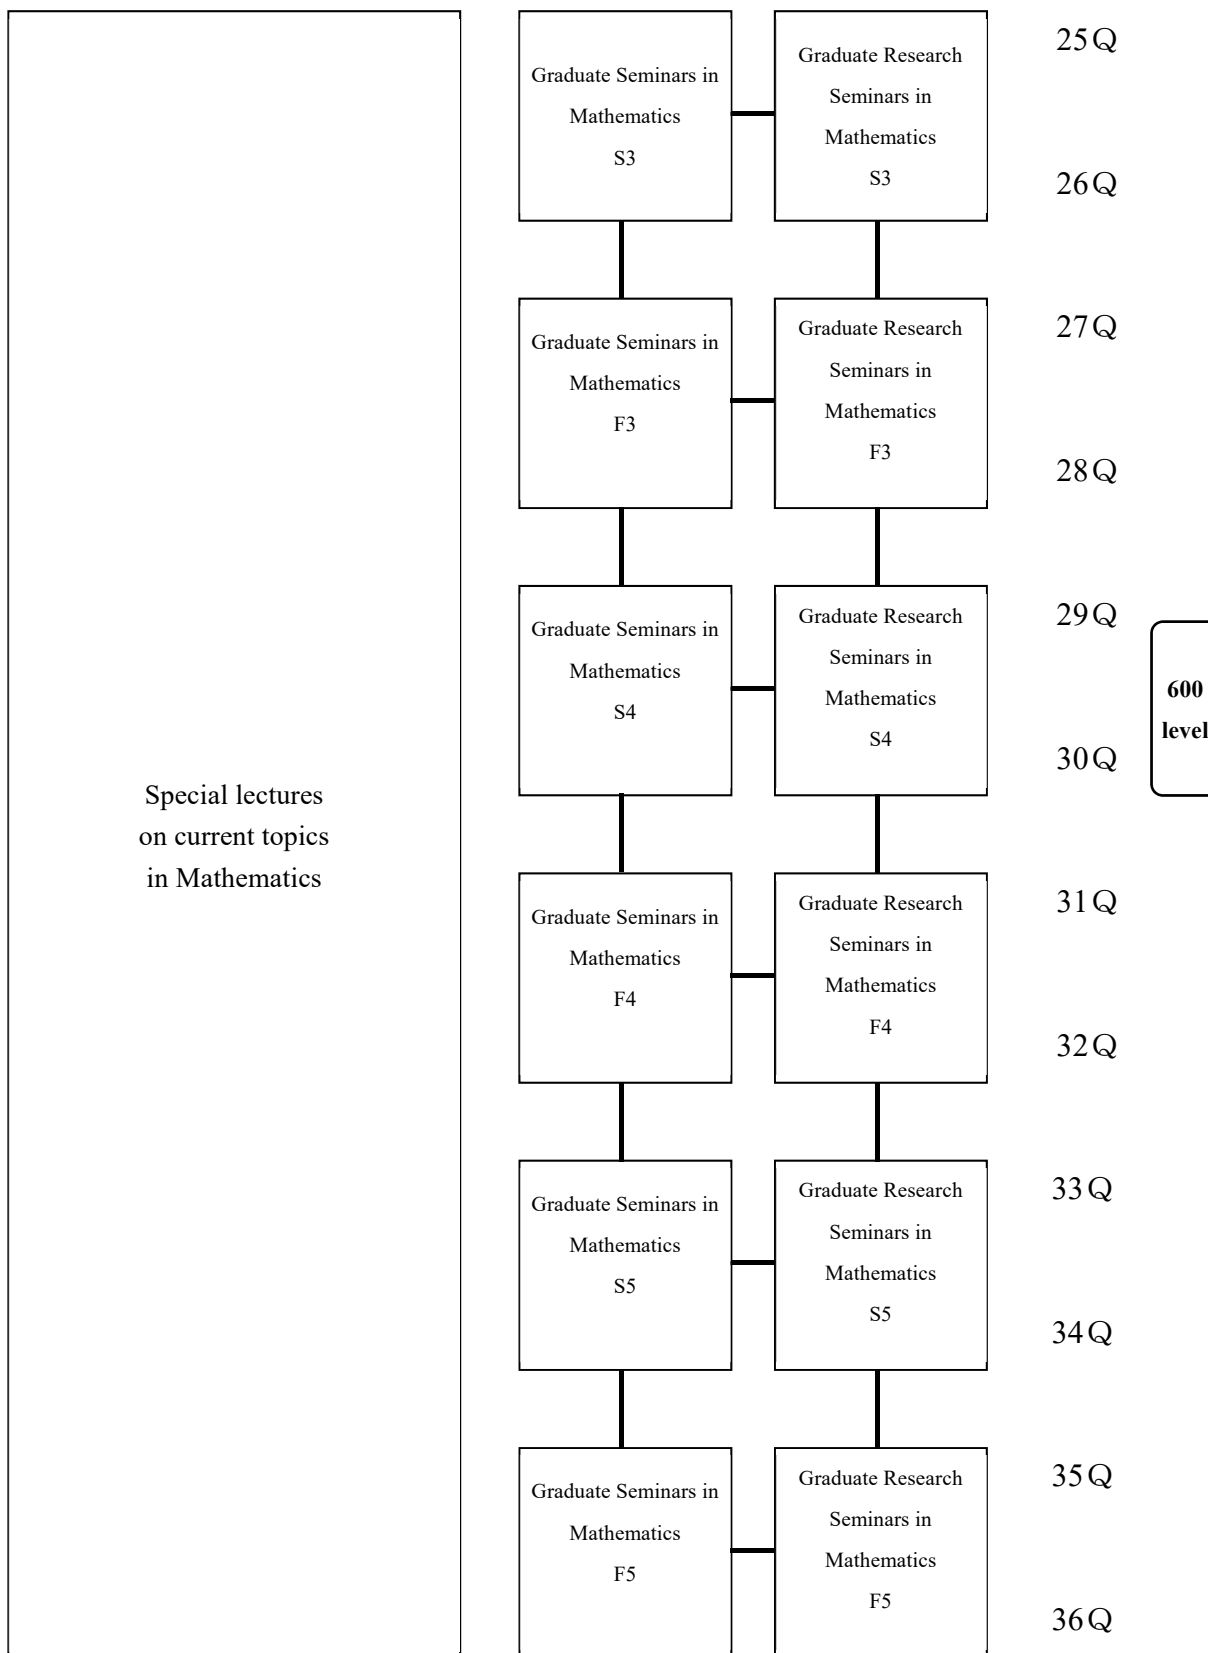 Special lectures
on current topics
in Mathematics
Graduate Seminars in
Mathematics
S3
Graduate Research
Seminars in
Mathematics
S3
25Q
26Q
Graduate Seminars in
Mathematics
F3
Graduate Research
Seminars in
Mathematics
F3
27Q
28Q
Graduate Seminars in
Mathematics
S4
Graduate Research
Seminars in
Mathematics
S4
29Q
30Q
600
level
Graduate Seminars in
Mathematics
F4
Graduate Research
Seminars in
Mathematics
F4
31Q
32Q
Graduate Seminars in
Mathematics
S5
Graduate Research
Seminars in
Mathematics
S5
33Q
34Q
Graduate Seminars in
Mathematics
F5
Graduate Research
Seminars in
Mathematics
F5
35Q
36Q